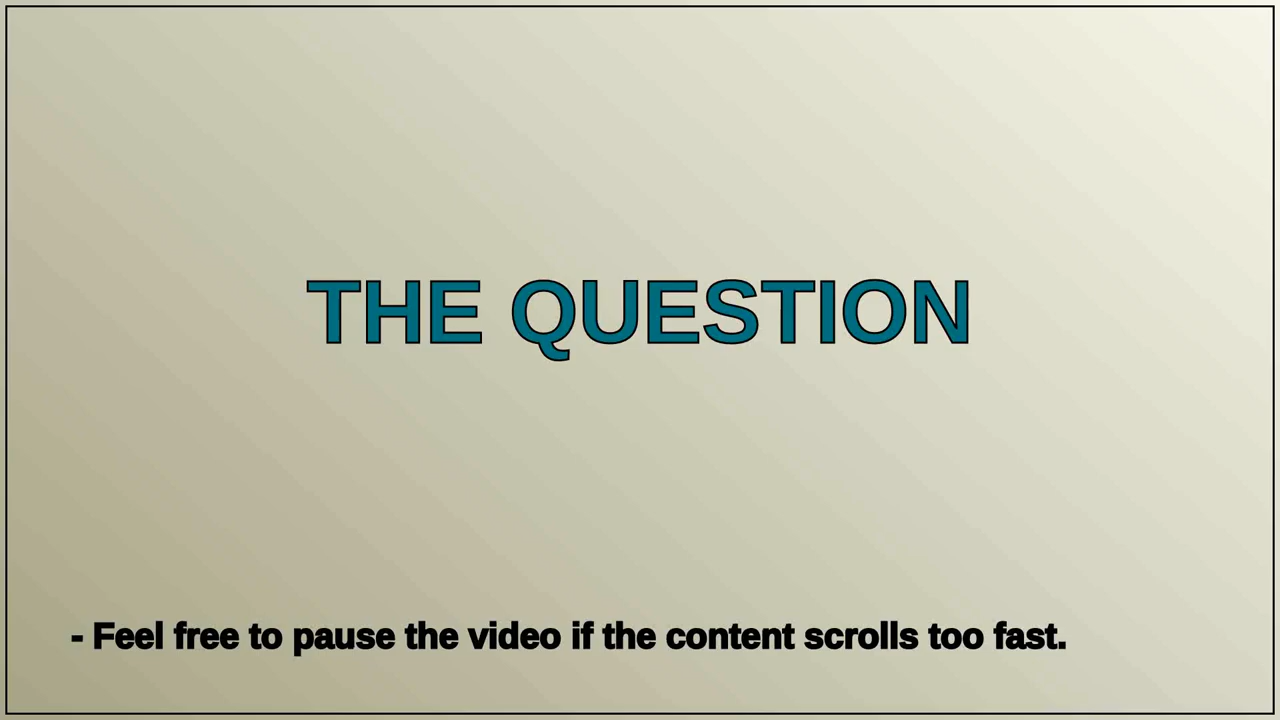 THE QUESTION
- Feel free to pause the video if the content scrolls too fast.